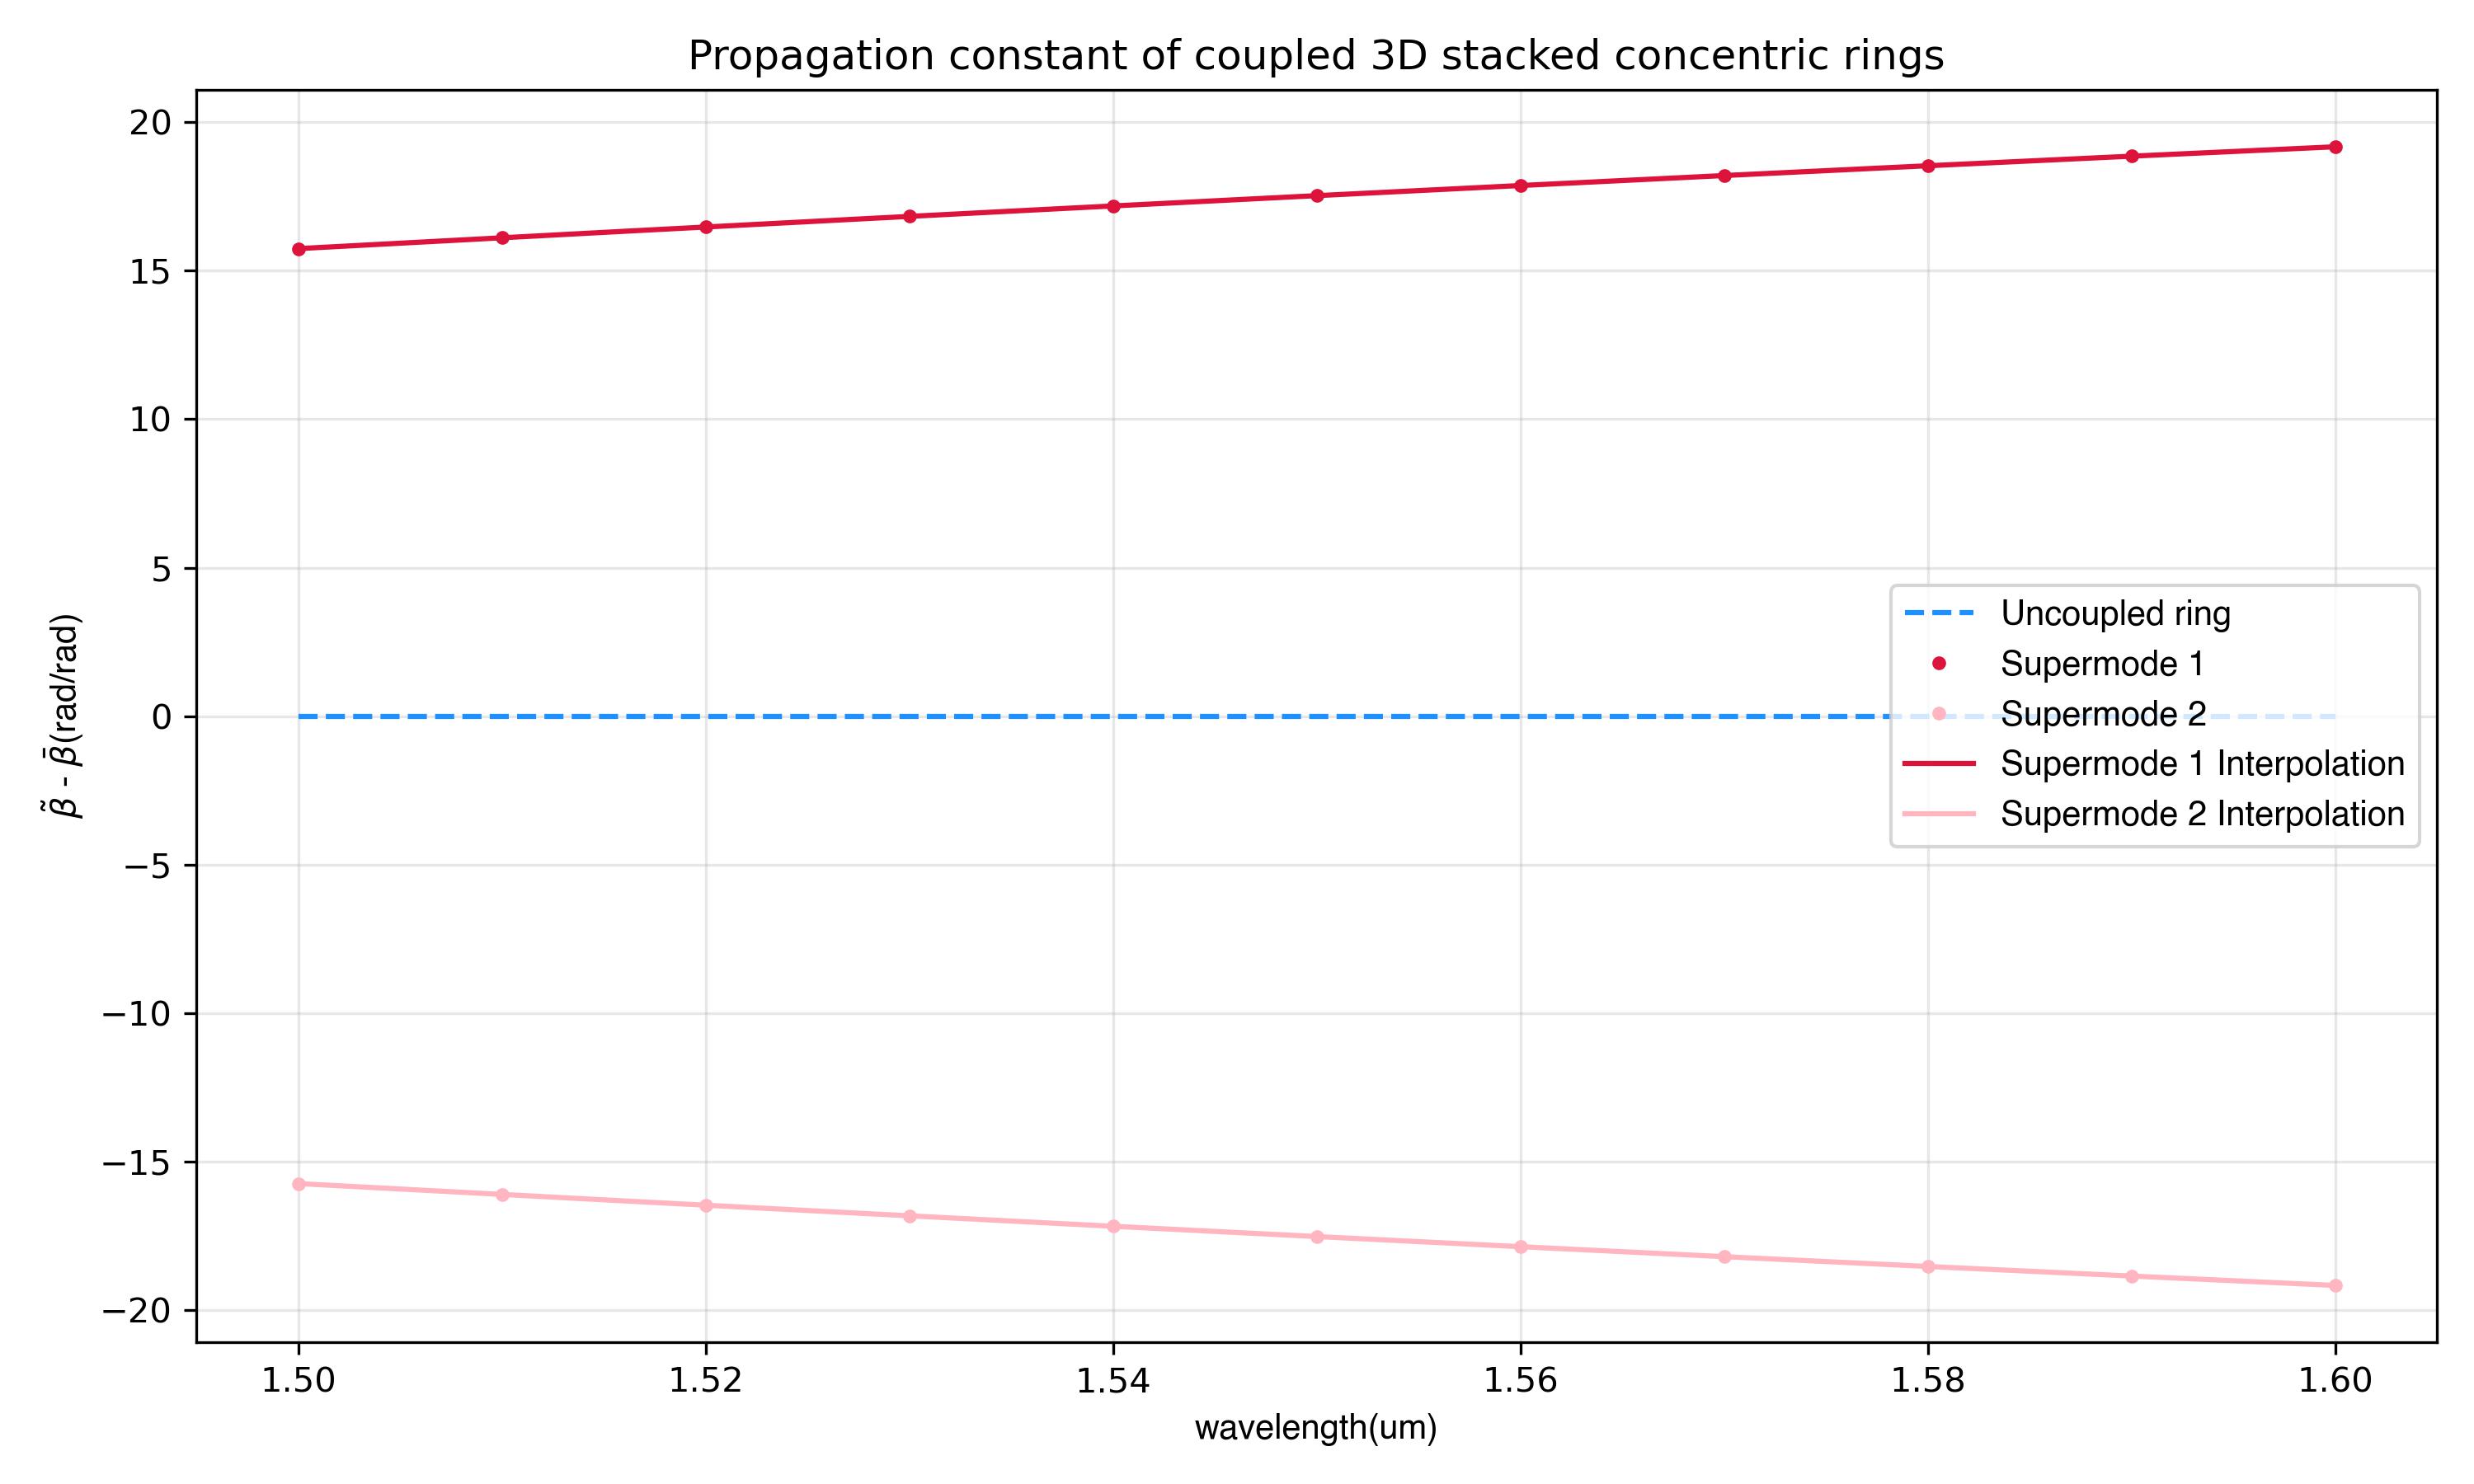 Propagation constant of coupled 3D stacked concentric rings
20
15
10
5
0
−5
−10
−15
−20
β̃ - β̄(rad/rad)
Uncoupled ring
Supermode 1
Supermode 2
Supermode 1 Interpolation
Supermode 2 Interpolation
1.50 1.52 1.54 1.56 1.58 1.60
wavelength(um)